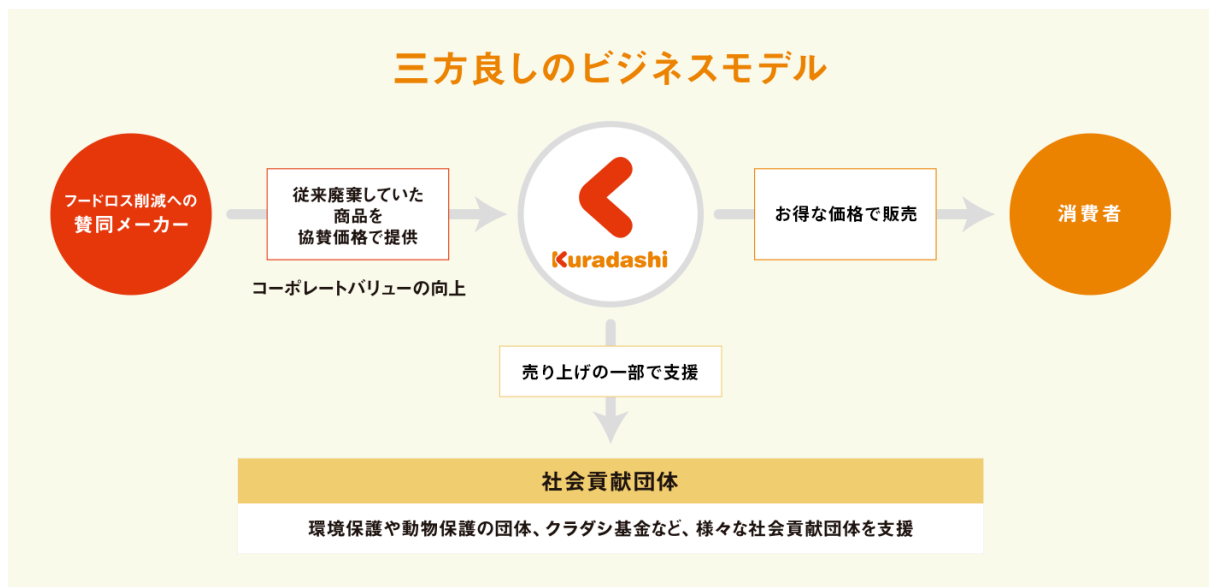 三方良しのビジネスモデル
フードロス削減への
賛同メーカー
従来廃棄していた
商品を
協賛価格で提供
コーポレートバリューの向上
Kuradashi
お得な価格で販売
消費者
売り上げの一部で支援
社会貢献団体
環境保護や動物保護の団体、クラダシ基金など、様々な社会貢献団体を支援